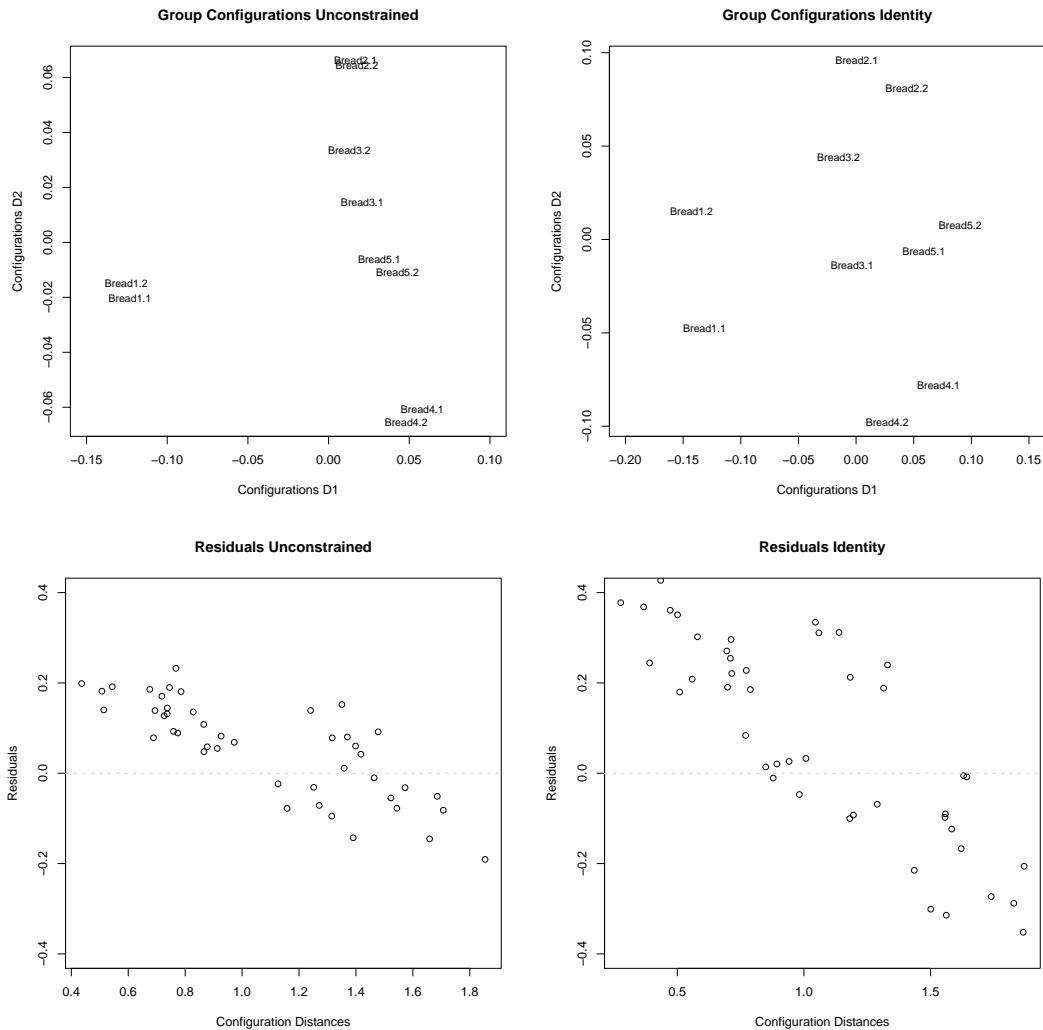 Group Configurations Unconstrained
Configurations D2
0.06
0.04
0.02
0.00
−0.02
−0.04
−0.06
Bread2.1
Bread2.2
Bread3.2
Bread3.1
Bread5.1
Bread5.2
Bread1.2
Bread1.1
Bread4.1
Bread4.2
−0.15 −0.10 −0.05 0.00 0.05 0.10
Configurations D1
Group Configurations Identity
Configurations D2
0.10
0.05
0.00
−0.05
−0.10
Bread2.1
Bread2.2
Bread3.2
Bread1.2
Bread5.2
Bread5.1
Bread3.1
Bread1.1
Bread4.1
Bread4.2
−0.20 −0.15 −0.10 −0.05 0.00 0.05 0.10 0.15
Configurations D1
Residuals Unconstrained
Residuals
0.4
0.2
0.0
−0.2
−0.4
0.4 0.6 0.8 1.0 1.2 1.4 1.6 1.8
Configuration Distances
Residuals Identity
Residuals
0.4
0.2
0.0
−0.2
−0.4
0.5 1.0 1.5
Configuration Distances